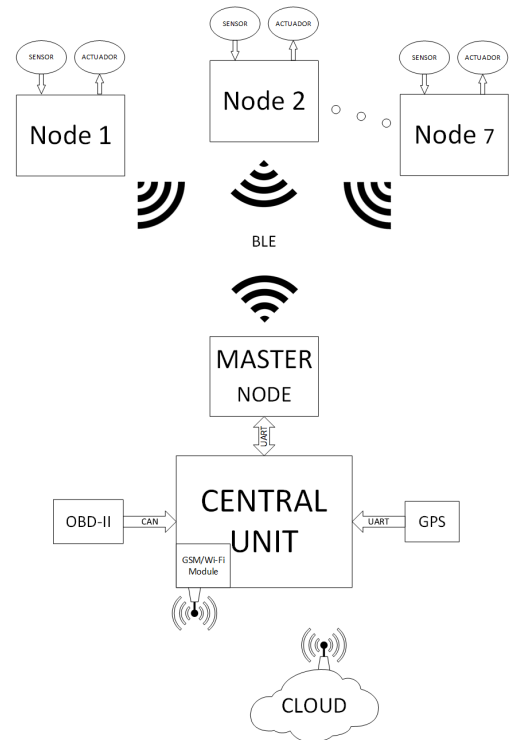 SENSOR
ACTUADOR
SENSOR
ACTUADOR
SENSOR
ACTUADOR
Node 1
Node 2
Node 7
BLE
MASTER
NODE
UART
CENTRAL
UNIT
OBD-II
CAN
UART
GPS
GSM/Wi-Fi
Module
CLOUD